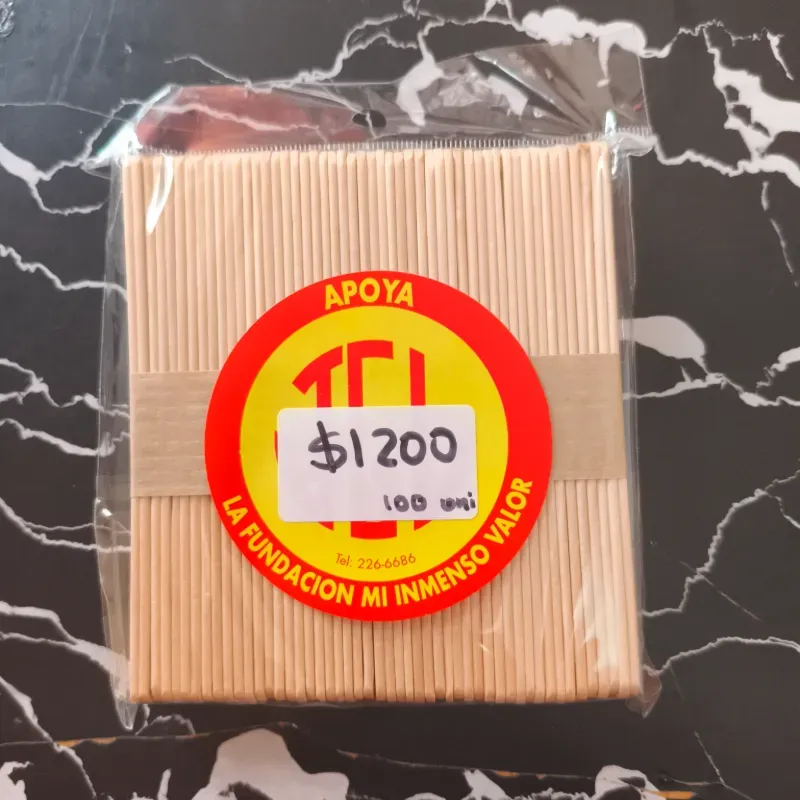 APOYA
$1200
100 uni
Tel: 226-6686
LA FUNDACION MI INMENSO VALOR